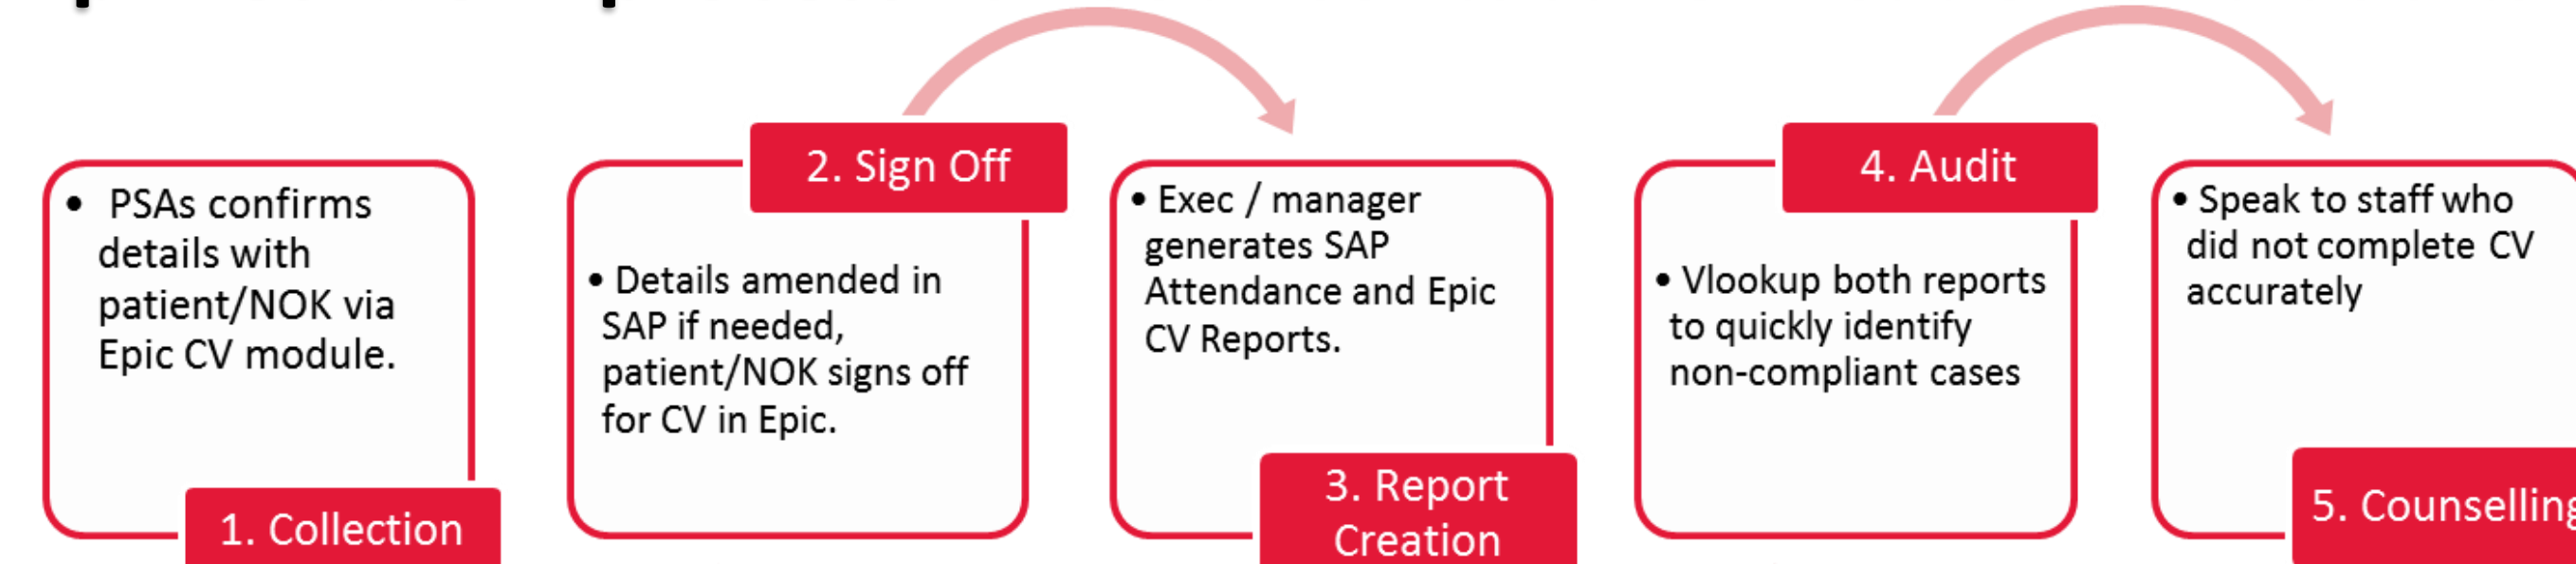 • PSAs confirms
details with
patient/NOK via
Epic CV module.
1. Collection
2. Sign Off
• Details amended in
SAP if needed,
patient/NOK signs off
for CV in Epic.
• Exec / manager
generates SAP
Attendance and Epic
CV Reports.
3. Report
Creation
4. Audit
• Vlookup both reports
to quickly identify
non-compliant cases
• Speak to staff who
did not complete CV
accurately
5. Counselling